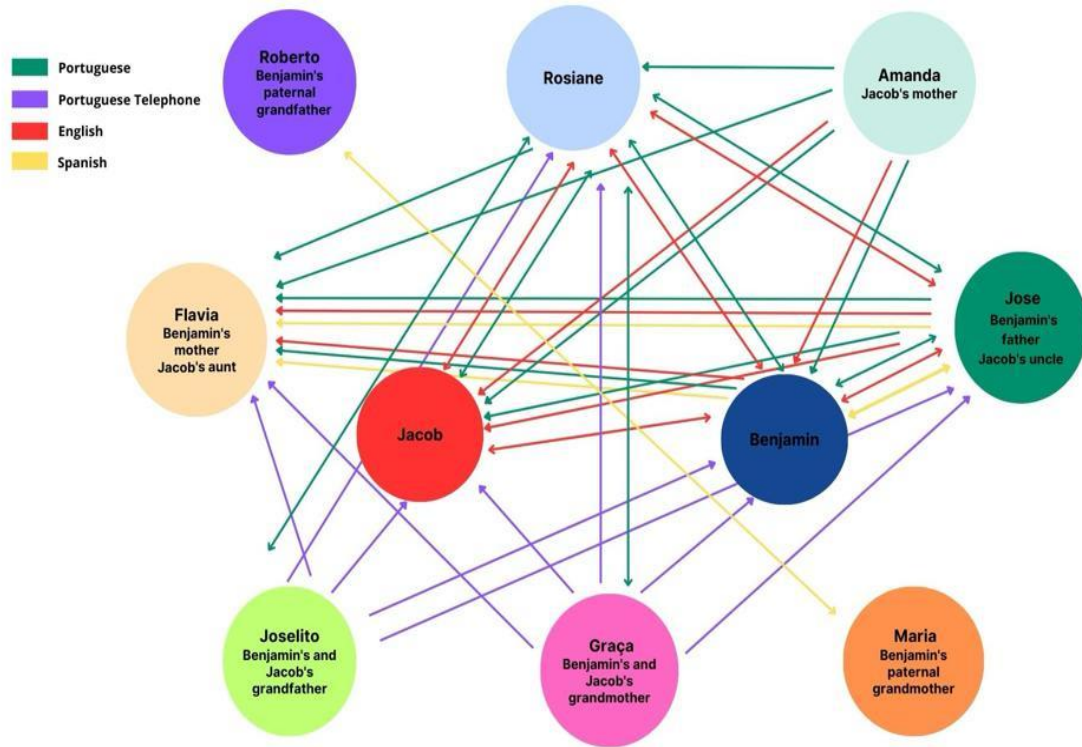 Portuguese
Portuguese Telephone
English
Spanish
Roberto
Benjamin's
paternal
grandfather
Rosiane
Amanda
Jacob's mother
Flavia
Benjamin's
mother
Jacob's aunt
Jose
Benjamin's
father
Jacob's uncle
Jacob
Benjamin
Joselito
Benjamin's and
Jacob's
grandfather
Graça
Benjamin's and
Jacob's
grandmother
Maria
Benjamin's
paternal
grandmother